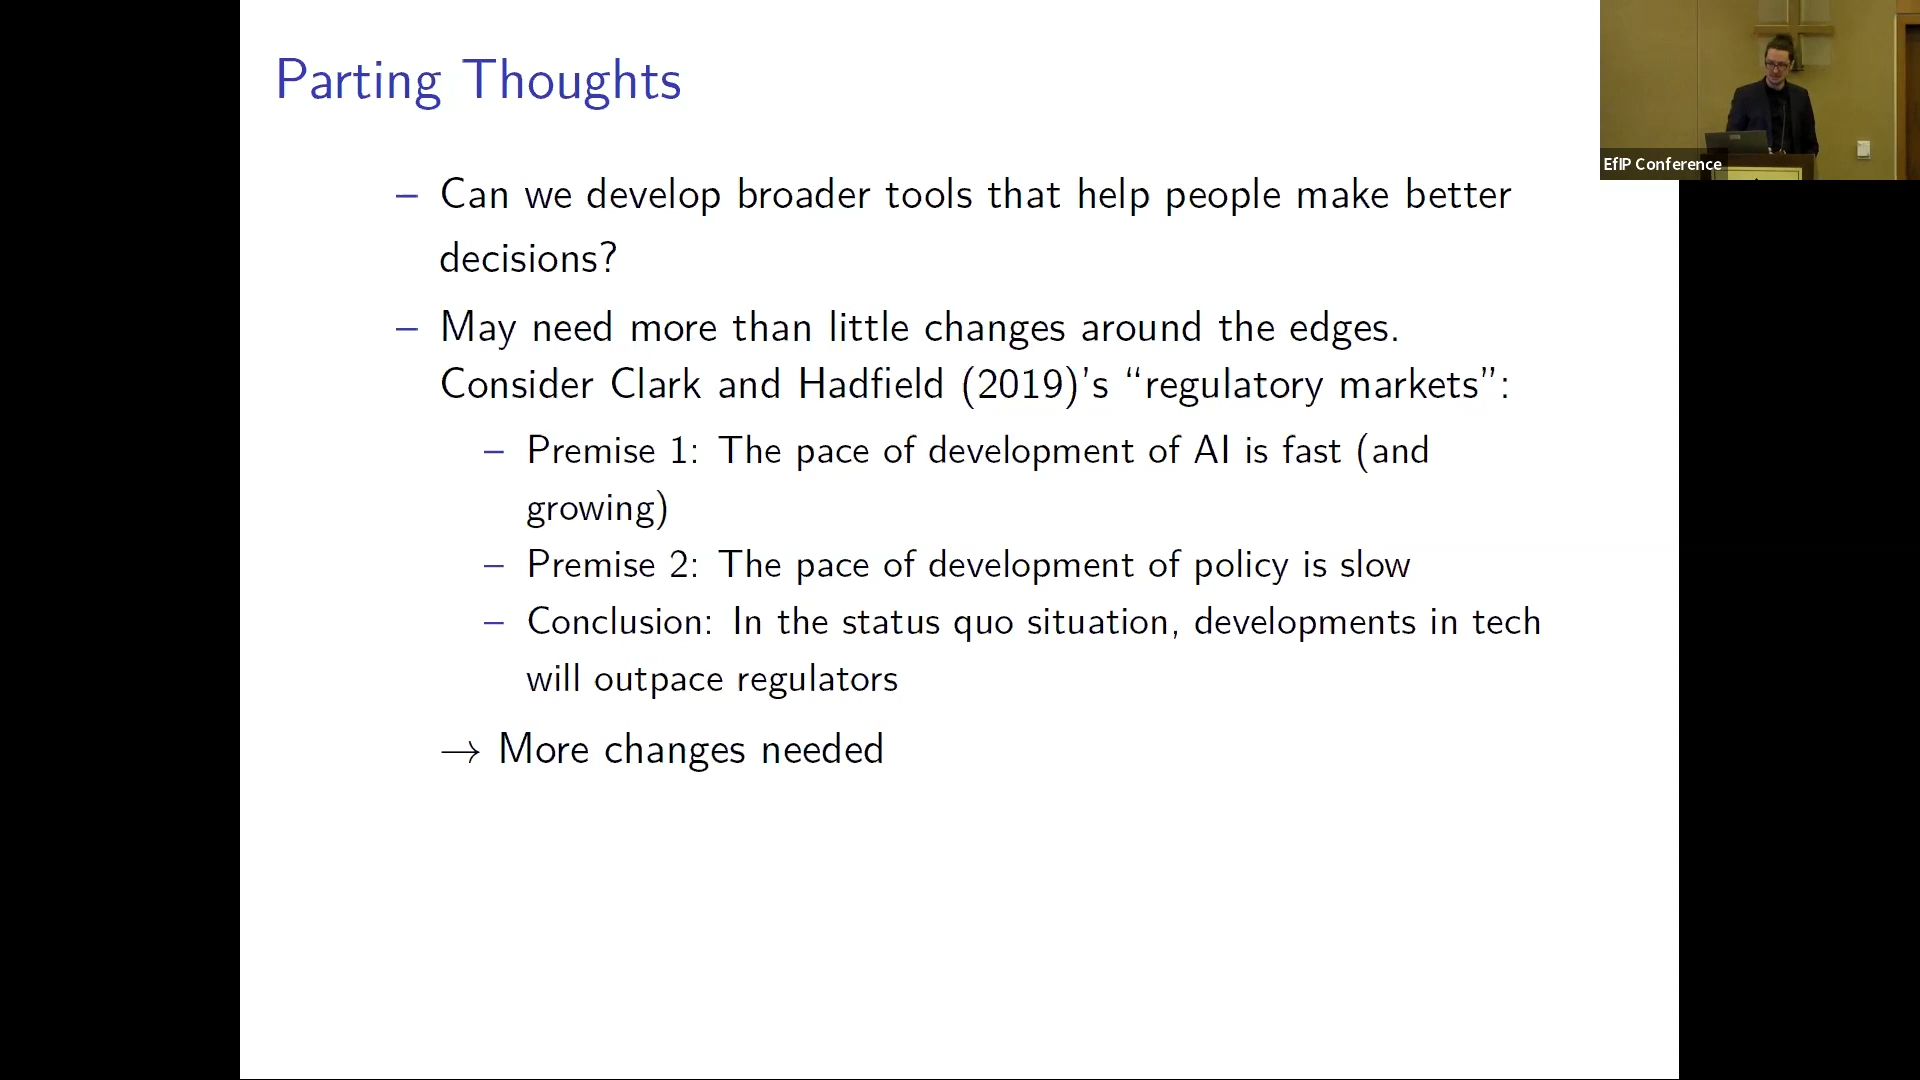 Parting Thoughts
– Can we develop broader tools that help people make better
decisions?
– May need more than little changes around the edges.
Consider Clark and Hadfield (2019)'s “regulatory markets”:
– Premise 1: The pace of development of AI is fast (and
growing)
– Premise 2: The pace of development of policy is slow
– Conclusion: In the status quo situation, developments in tech
will outpace regulators
→ More changes needed
EfIP Conference